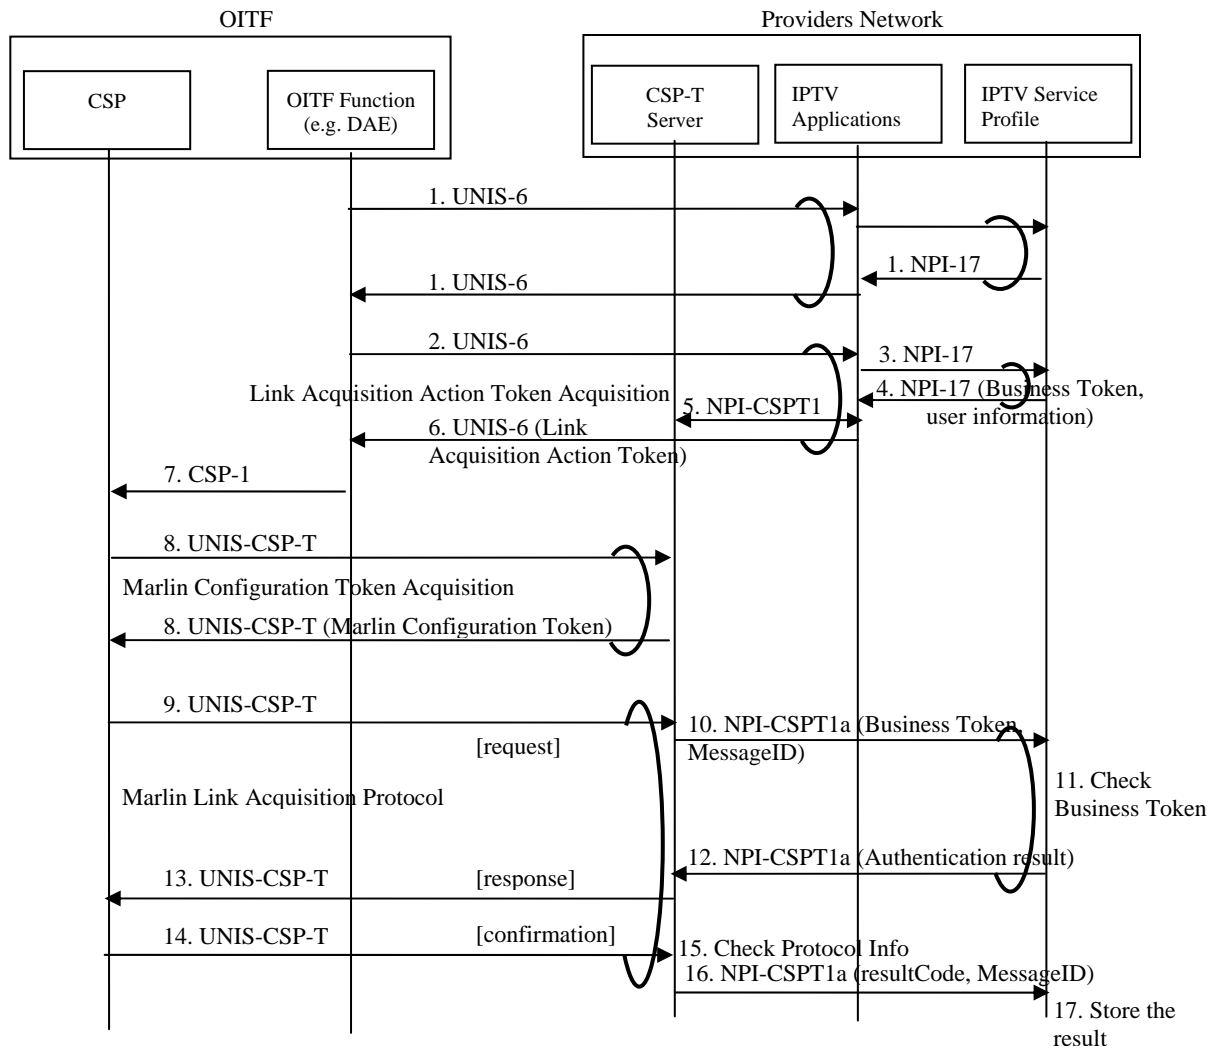 OITF
Providers Network
CSP
OITF Function
(e.g. DAE)
CSP-T
Server
IPTV
Applications
IPTV Service
Profile
1. UNIS-6
1. NPI-17
1. UNIS-6
2. UNIS-6
3. NPI-17
Link Acquisition Action Token Acquisition
4. NPI-17 (Business Token,
user information)
5. NPI-CSPT1
6. UNIS-6 (Link
Acquisition Action Token)
7. CSP-1
8. UNIS-CSP-T
Marlin Configuration Token Acquisition
8. UNIS-CSP-T (Marlin Configuration Token)
9. UNIS-CSP-T
[request]
10. NPI-CSPT1a (Business Token,
MessageID)
Marlin Link Acquisition Protocol
11. Check
Business Token
12. NPI-CSPT1a (Authentication result)
13. UNIS-CSP-T
[response]
14. UNIS-CSP-T
[confirmation]
15. Check Protocol Info
16. NPI-CSPT1a (resultCode, MessageID)
17. Store the
result